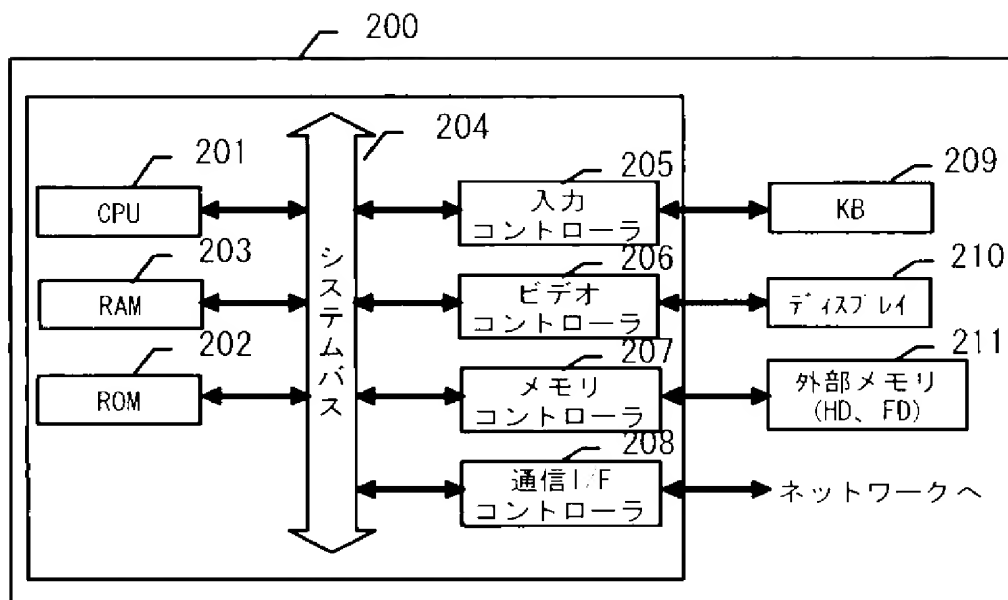 200
204
201
CPU
203
RAM
202
ROM
システムバス
205
入力
コントローラ
206
ビデオ
コントローラ
207
メモリ
コントローラ
208
通信I/F
コントローラ
209
KB
210
ディスプレイ
211
外部メモリ
(HD、FD)
ネットワークへ